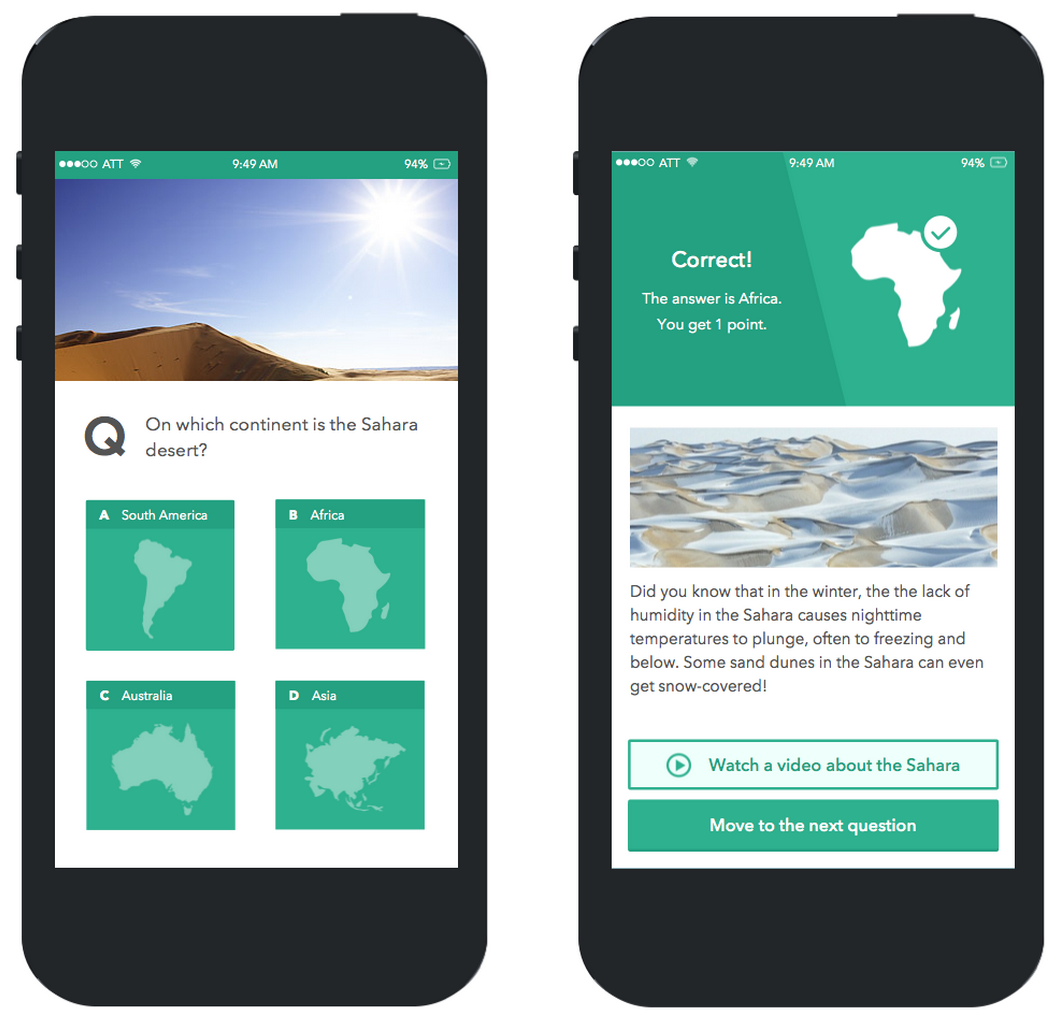 ATT 9:49 AM 94%
Q On which continent is the Sahara
desert?
A South America
B Africa
C Australia
D Asia
ATT 9:49 AM 94%
Correct!
The answer is Africa.
You get 1 point.
Did you know that in the winter, the the lack of
humidity in the Sahara causes nighttime
temperatures to plunge, often to freezing and
below. Some sand dunes in the Sahara can even
get snow-covered!
Watch a video about the Sahara
Move to the next question